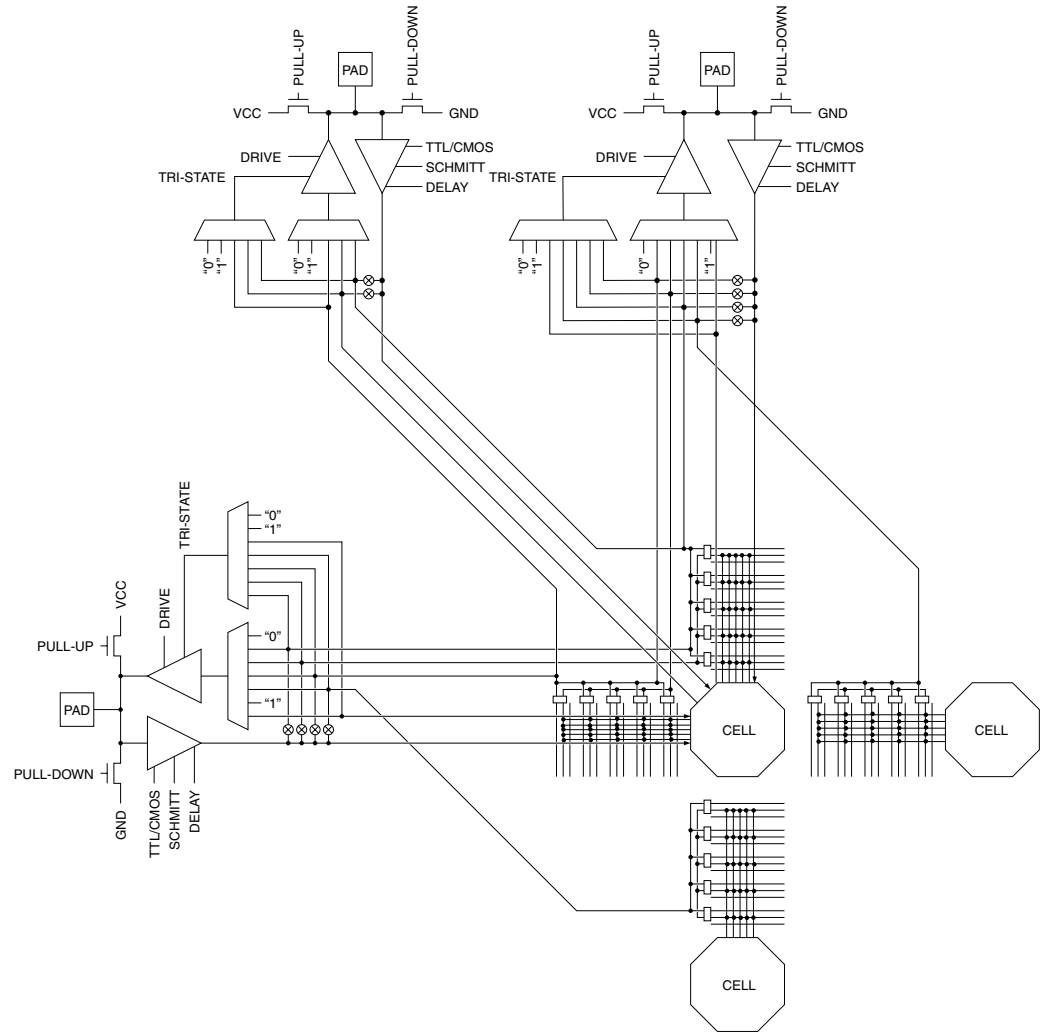 PULL-UP
PULL-DOWN
PAD
VCC
GND
DRIVE
TRI-STATE
TTL/CMOS
SCHMITT
DELAY
“0”
“1”
“0”
“1”
PULL-UP
PULL-DOWN
PAD
VCC
GND
DRIVE
TRI-STATE
TTL/CMOS
SCHMITT
DELAY
“0”
“1”
“0”
“1”
TRI-STATE
“0”
“1”
VCC
DRIVE
PULL-UP
“0”
“1”
PAD
PULL-DOWN
GND
TTL/CMOS
SCHMITT
DELAY
CELL
CELL
CELL